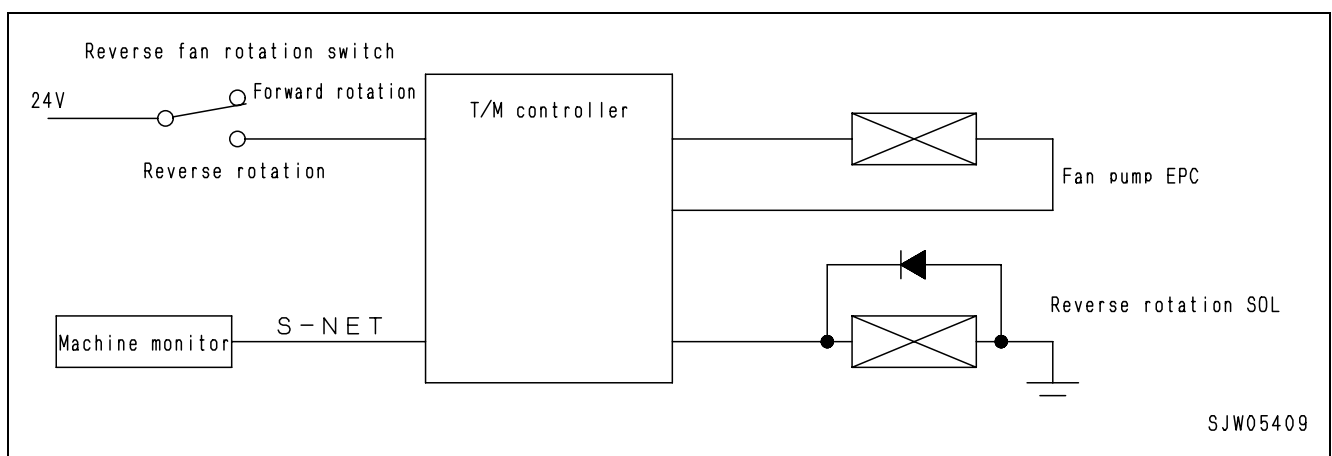 Reverse fan rotation switch
24V
Forward rotation
Reverse rotation
T/M controller
Fan pump EPC
Reverse rotation SOL
Machine monitor
S-NET
SJW05409